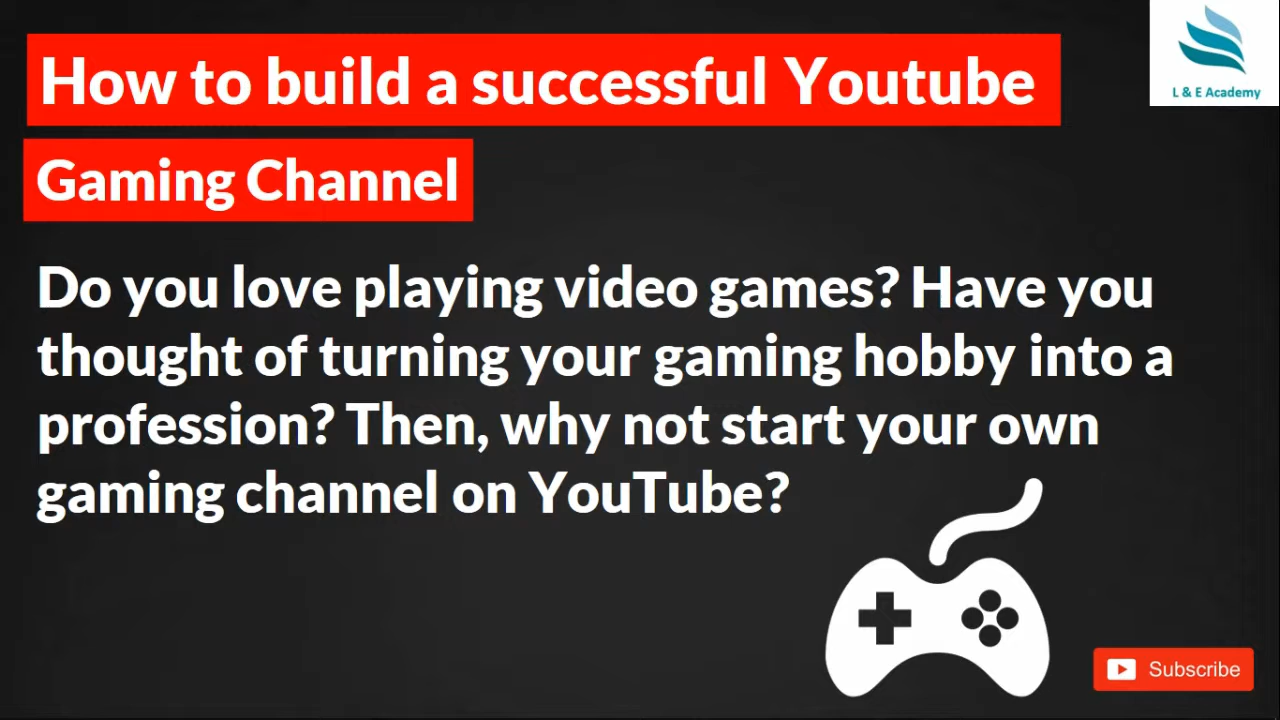 How to build a successful Youtube
Gaming Channel
L & E Academy
Do you love playing video games? Have you
thought of turning your gaming hobby into a
profession? Then, why not start your own
gaming channel on YouTube?
Subscribe